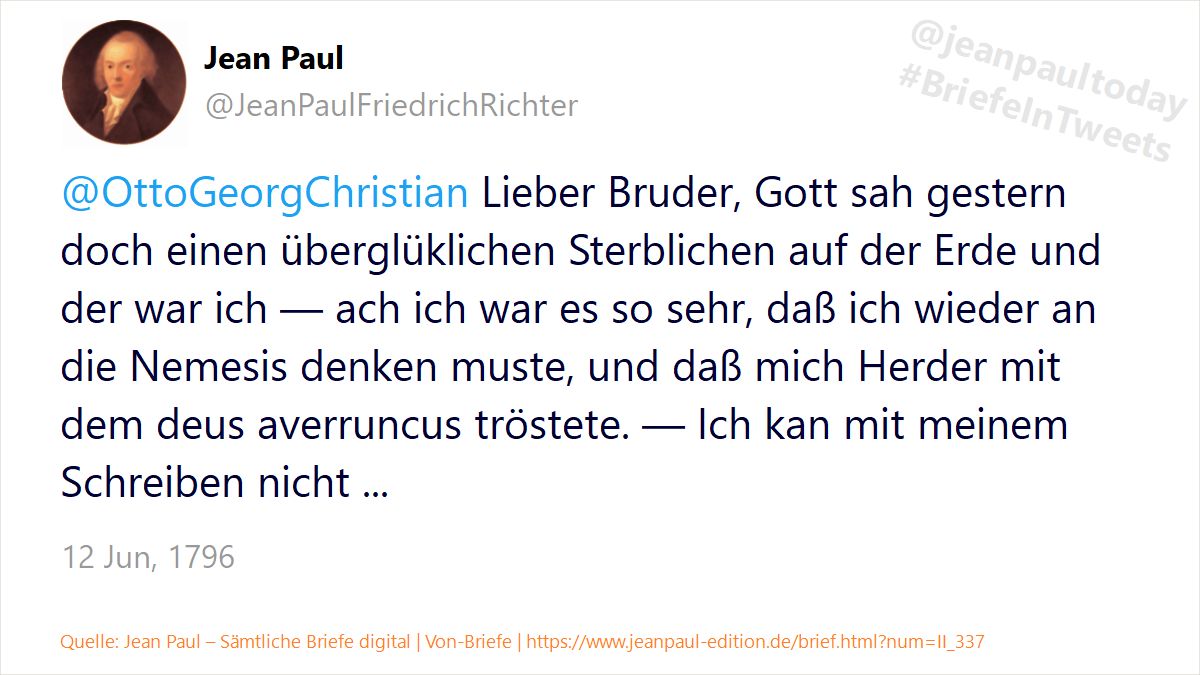 Jean Paul
@JeanPaulFriedrichRichter
@jeanpaultoday
#BriefeInTweets
@OttoGeorgChristian Lieber Bruder, Gott sah gestern
doch einen überglüklichen Sterblichen auf der Erde und
der war ich — ach ich war es so sehr, daß ich wieder an
die Nemesis denken muste, und daß mich Herder mit
dem deus averruncus tröstete. — Ich kan mit meinem
Schreiben nicht ...
12 Jun, 1796
Quelle: Jean Paul – Sämtliche Briefe digital | Von-Briefe | https://www.jeanpaul-edition.de/brief.html?num=II_337